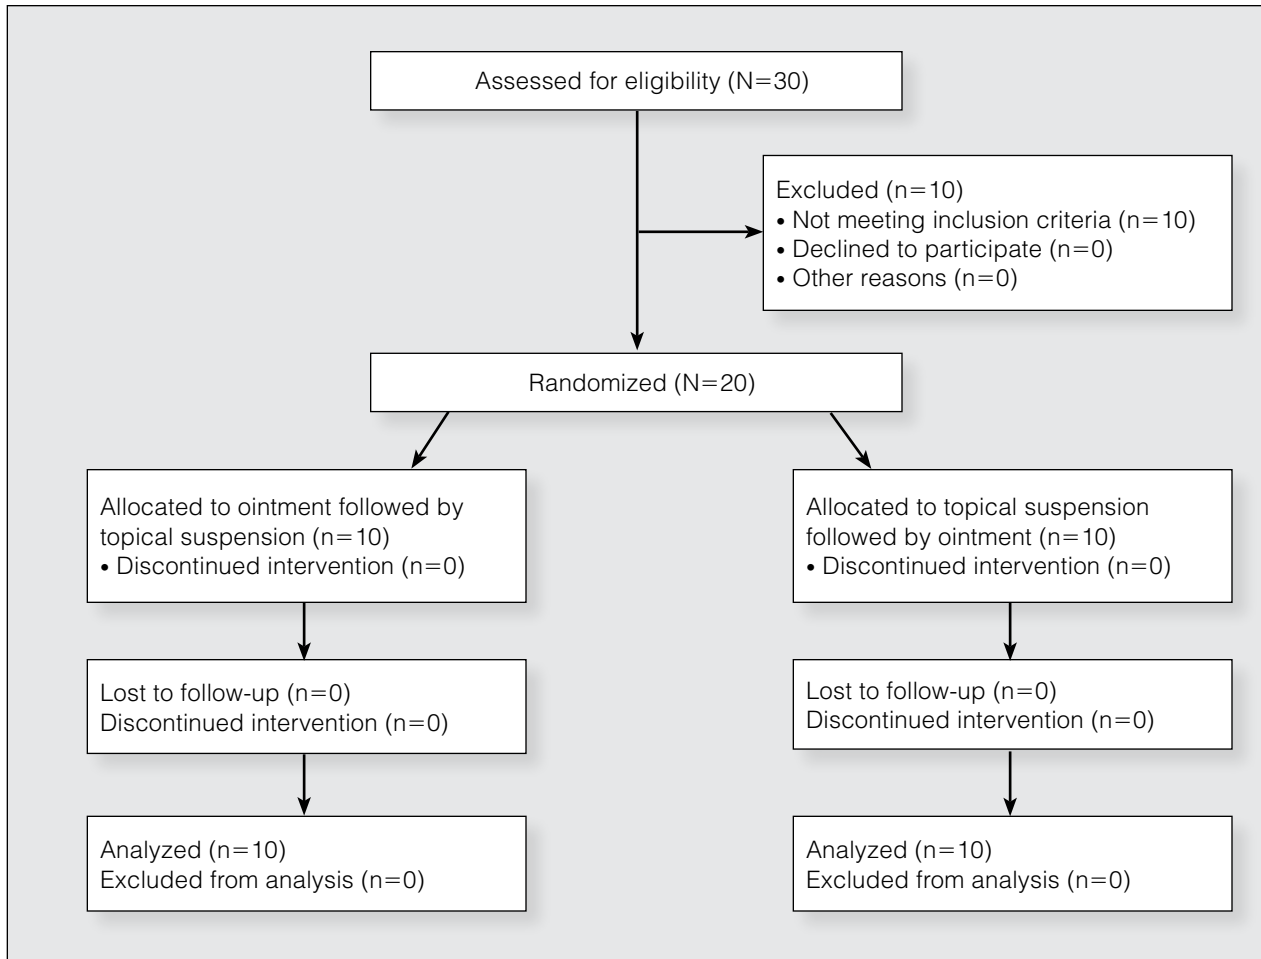 Assessed for eligibility (N=30)
Excluded (n=10)
• Not meeting inclusion criteria (n=10)
• Declined to participate (n=0)
• Other reasons (n=0)
Randomized (N=20)
Allocated to ointment followed by
topical suspension (n=10)
• Discontinued intervention (n=0)
Allocated to topical suspension
followed by ointment (n=10)
• Discontinued intervention (n=0)
Lost to follow-up (n=0)
Discontinued intervention (n=0)
Lost to follow-up (n=0)
Discontinued intervention (n=0)
Analyzed (n=10)
Excluded from analysis (n=0)
Analyzed (n=10)
Excluded from analysis (n=0)